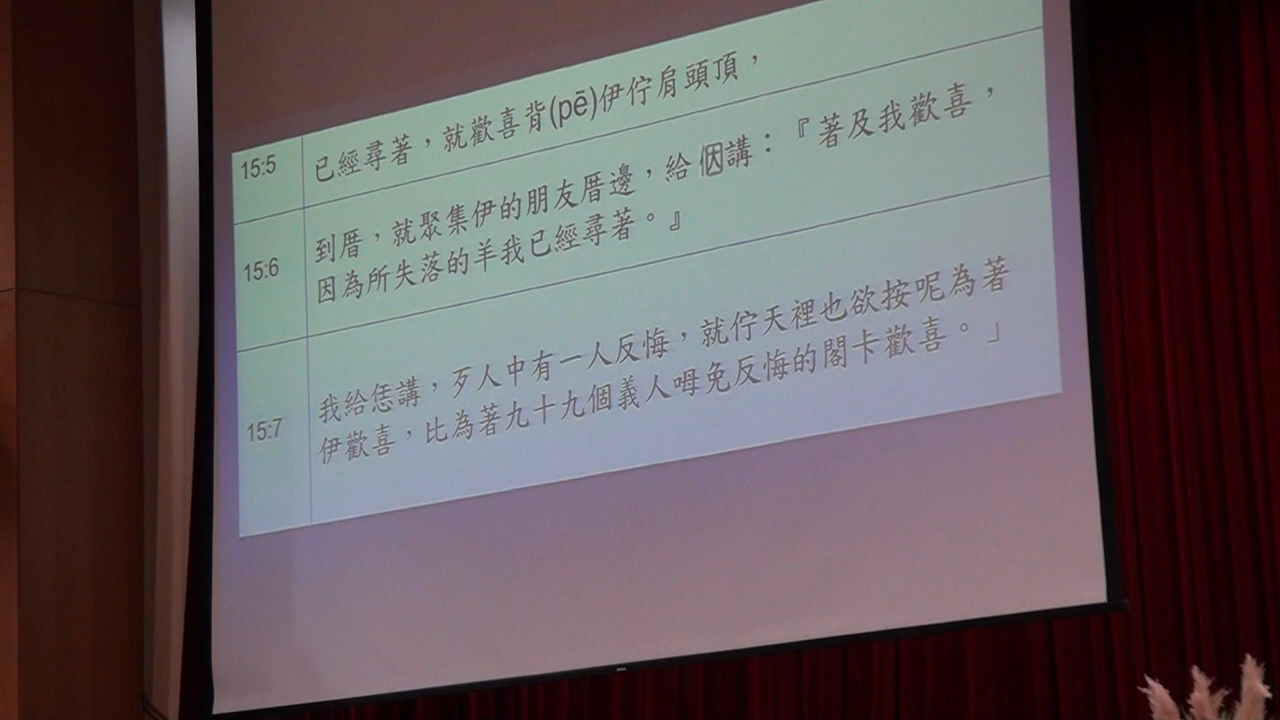 15:5 已經尋著，就歡喜背(pē)伊佇肩頭頂，
15:6 到厝，就聚集伊的朋友厝邊，給𪜶講：『著及我歡喜，
因為所失落的羊我已經尋著。』
15:7 我給恁講，歹人中有一人反悔，就佇天裡也欲按呢為著
伊歡喜，比為著九十九個義人呣免反悔的閣卡歡喜。」